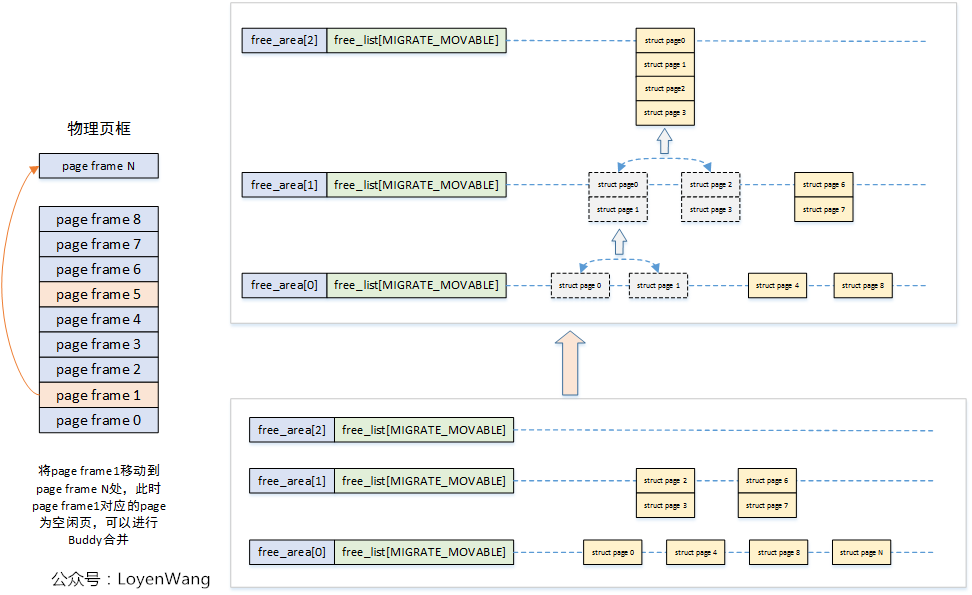 物理页框
page frame N
page frame 8
page frame 7
page frame 6
page frame 5
page frame 4
page frame 3
page frame 2
page frame 1
page frame 0
将page frame1移动到
page frame N处，此时
page frame1对应的page
为空闲页，可以进行
Buddy合并
公众号：LoyenWang
free_area[2] free_list[MIGRATE_MOVABLE]
struct page0
struct page 1
struct page2
struct page 3
free_area[1] free_list[MIGRATE_MOVABLE]
struct page0 struct page 2 struct page 6
struct page 1 struct page 3 struct page 7
free_area[0] free_list[MIGRATE_MOVABLE]
struct page 0 struct page 1 struct page 4 struct page 8
free_area[2] free_list[MIGRATE_MOVABLE]
free_area[1] free_list[MIGRATE_MOVABLE]
struct page 2 struct page 6
struct page 3 struct page 7
free_area[0] free_list[MIGRATE_MOVABLE]
struct page 0 struct page 4 struct page 8 struct page N